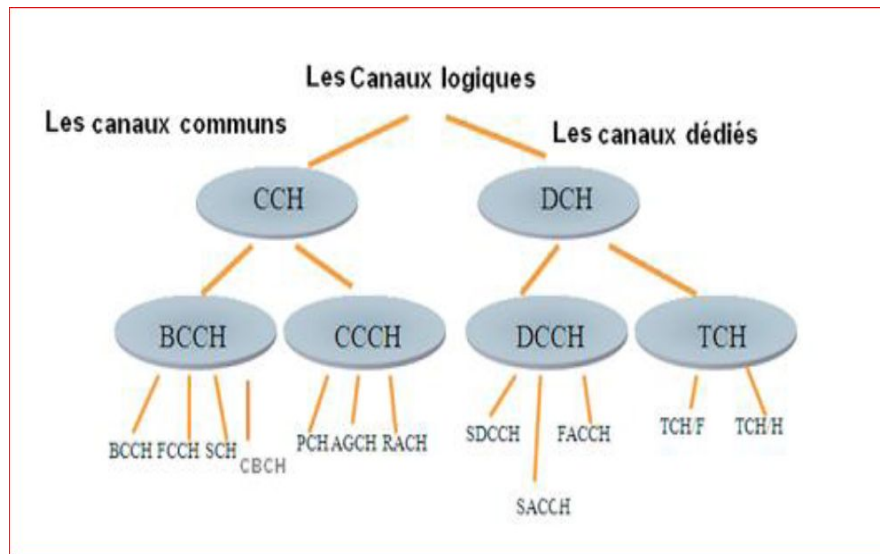 Les Canaux logiques
Les canaux communs
Les canaux dédiés
CCH
DCH
BCCH
CCCH
DCCH
TCH
BCCH FCCH SCH CBCH
PCH AGCH RACH
SDCCH
SACCH
FACCH
TCH/F
TCH/H